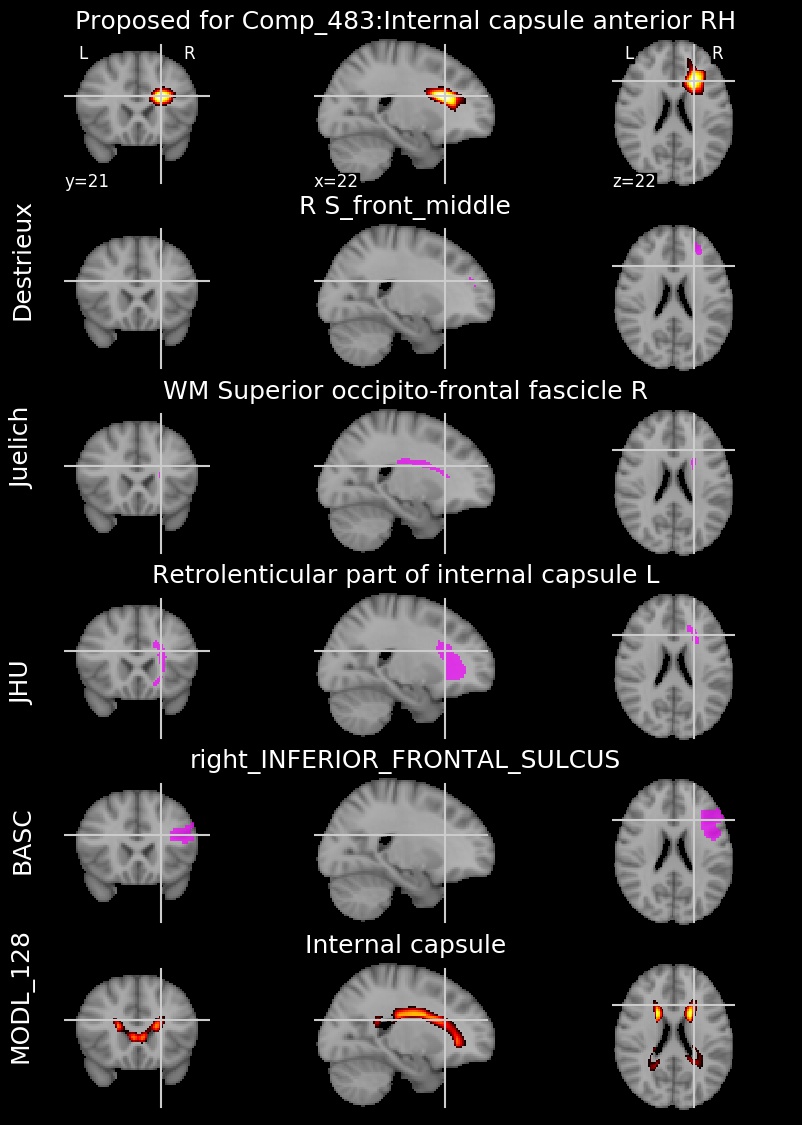 Proposed for Comp_483:Internal capsule anterior RH
L R L R
y=21 x=22 z=22
Destrieux
R S_front_middle
Juelich
WM Superior occipito-frontal fascicle R
JHU
Retrolenticular part of internal capsule L
BASC
right_INFERIOR_FRONTAL_SULCUS
MODL_128
Internal capsule